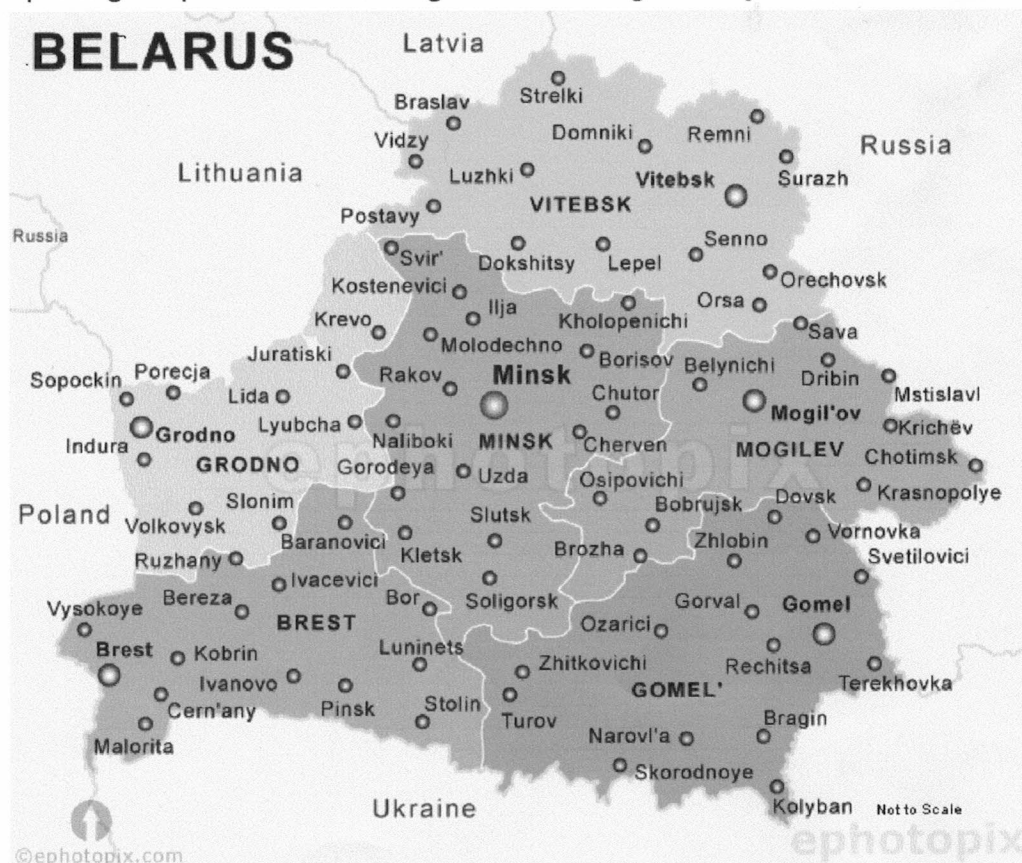 BELARUS
Latvia
Strelki
Braslav
Domniki
Remni
Vidzy
Russia
Lithuania
Luzhki
Vitebsk
Surazh
VITEBSK
Postavy
Russia
Senno
Svir'
Dokshitsy
Lepel
Orechovsk
Kostenevici
Orsa
Ilja
Krevo
Kholopenichi
Sava
Molodechno
Juratiski
Borisov
Belynichi
Porecja
Sopockin
Rakov
Minsk
Dribin
Lida
Chutor
Mstislavl
Mogil'ov
Lyubcha
Grodno
Naliboki
MINSK
Cherven
Krichëv
Indura
MOGILEV
GRODNO
Gorodeya
ephotopix
Chotimsk
Uzda
Osipovichi
Krasnopolye
Slonim
Bobrujsk
Dovsk
Poland
Volkovysk
Slutsk
Baranovici
Vornovka
Zhlobin
Brozha
Kletsk
Svetilovici
Ruzhany
Ivacevici
Bereza
Bor
Soligorsk
Vysokoye
Gorval
Gomel
BREST
Ozarici
Brest
Kobrin
Luninets
Zhitkovichi
Rechitsa
Ivanovo
GOMEL'
Terekhovka
Cern'any
Pinsk
Stolin
Turov
Bragin
Malorita
Narovl'a
Skorodnoye
Ukraine
Kolyban
Not to Scale
ephotopix
©ephotopix.com